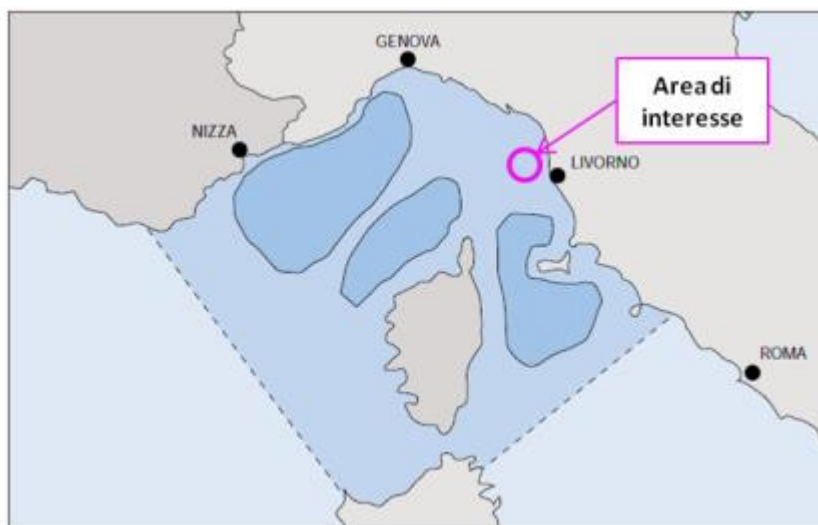 GENOVA
Area di
interesse
NIZZA
LIVORNO
ROMA